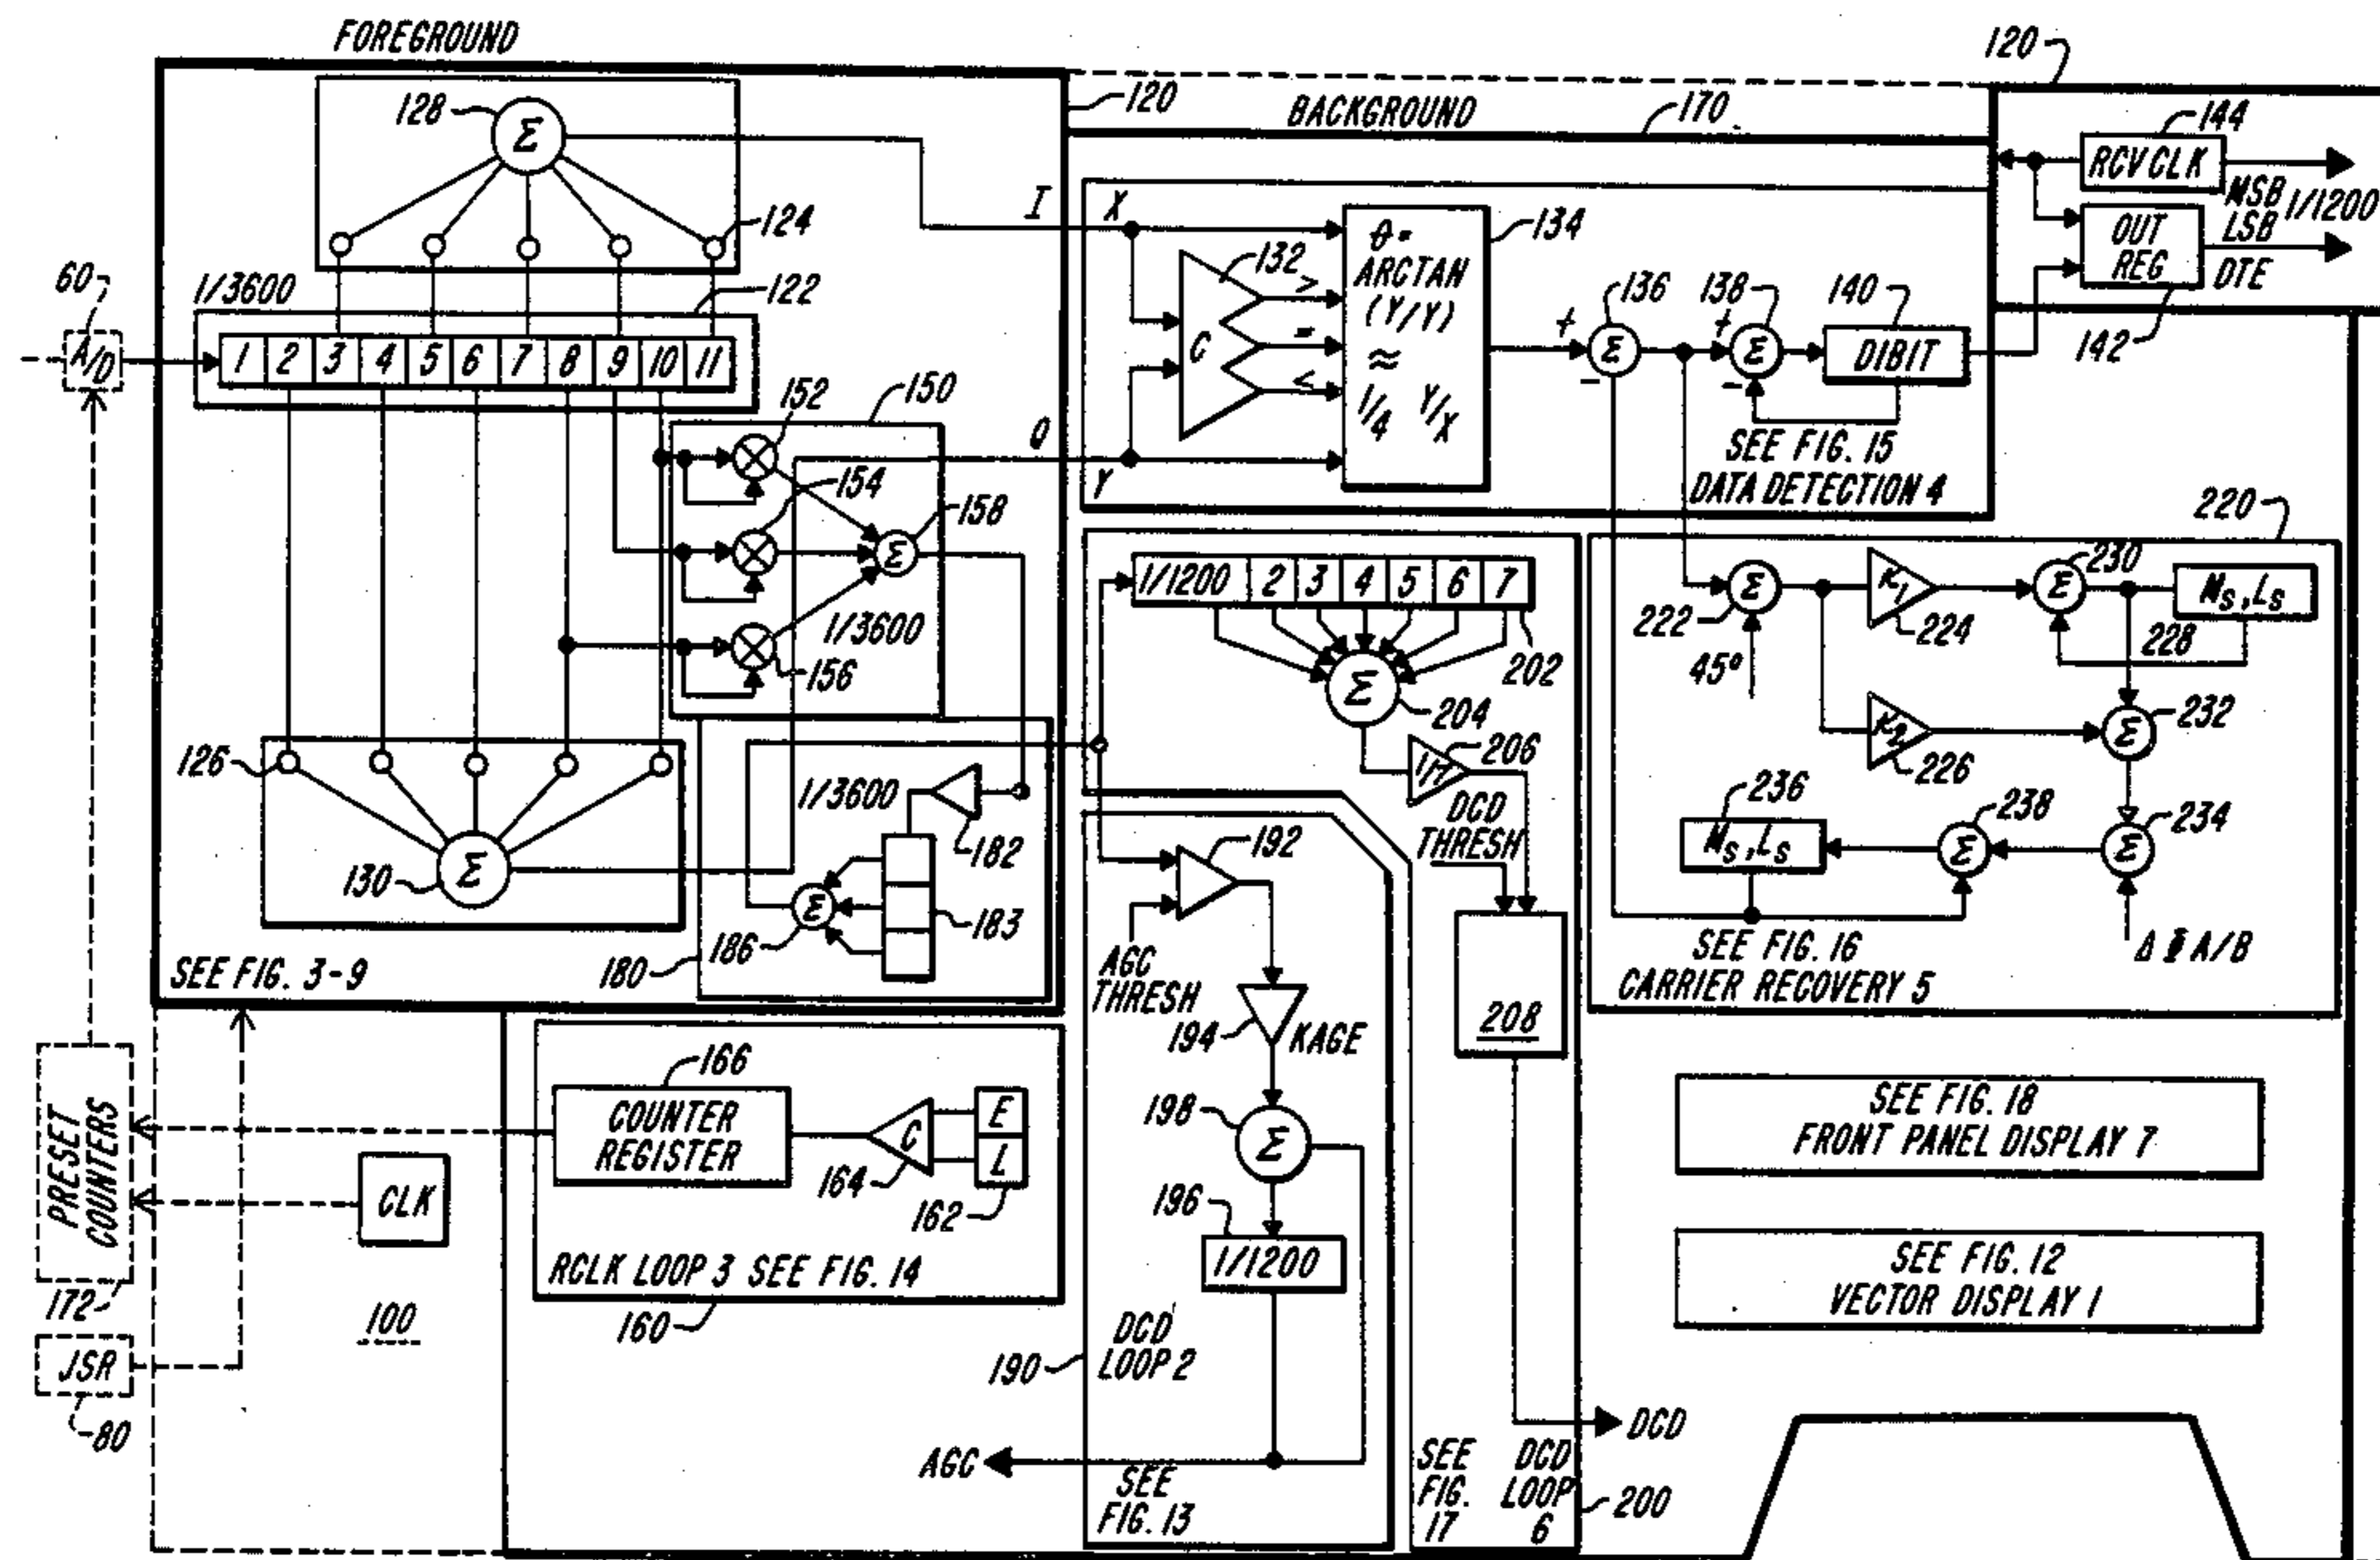 FOREGROUND
128
Σ
124
120
I
60
A/D
1/3600
122
1 2 3 4 5 6 7 8 9 10 11
150
152
154
158
Σ
1/3600
156
Q
126
130
Σ
1/3600
182
183
186
Σ
180
SEE FIG. 3-9
BACKGROUND
170
120
144
RCV CLK
MSB
1/1200
LSB
OUT
REG
DTE
142
X
Y
132
C
>
=
<
134
θ =
ARCTAN
(Y/Y)
≈
1/4 Y/X
+
-
136
Σ
138
+
-
Σ
140
DIBIT
SEE FIG. 15
DATA DETECTION 4
1/1200 2 3 4 5 6 7
202
Σ
204
206
DCD
THRESH
208
220
222
Σ
45°
K1
224
K2
226
230
Σ
228
MS, LS
232
Σ
234
Σ
236
MS, LS
238
Σ
Δ Φ A/B
SEE FIG. 16
CARRIER RECOVERY 5
192
AGC
THRESH
194
KAGE
198
Σ
196
1/1200
DCD
LOOP 2
190
AGC
SEE
FIG. 13
SEE
FIG.
17
DCD
LOOP
6
200
DCD
PRESET
COUNTERS
172
JSR
80
CLK
100
166
COUNTER
REGISTER
C
164
E
L
162
RCLK LOOP 3 SEE FIG. 14
160
SEE FIG. 18
FRONT PANEL DISPLAY 7
SEE FIG. 12
VECTOR DISPLAY 1